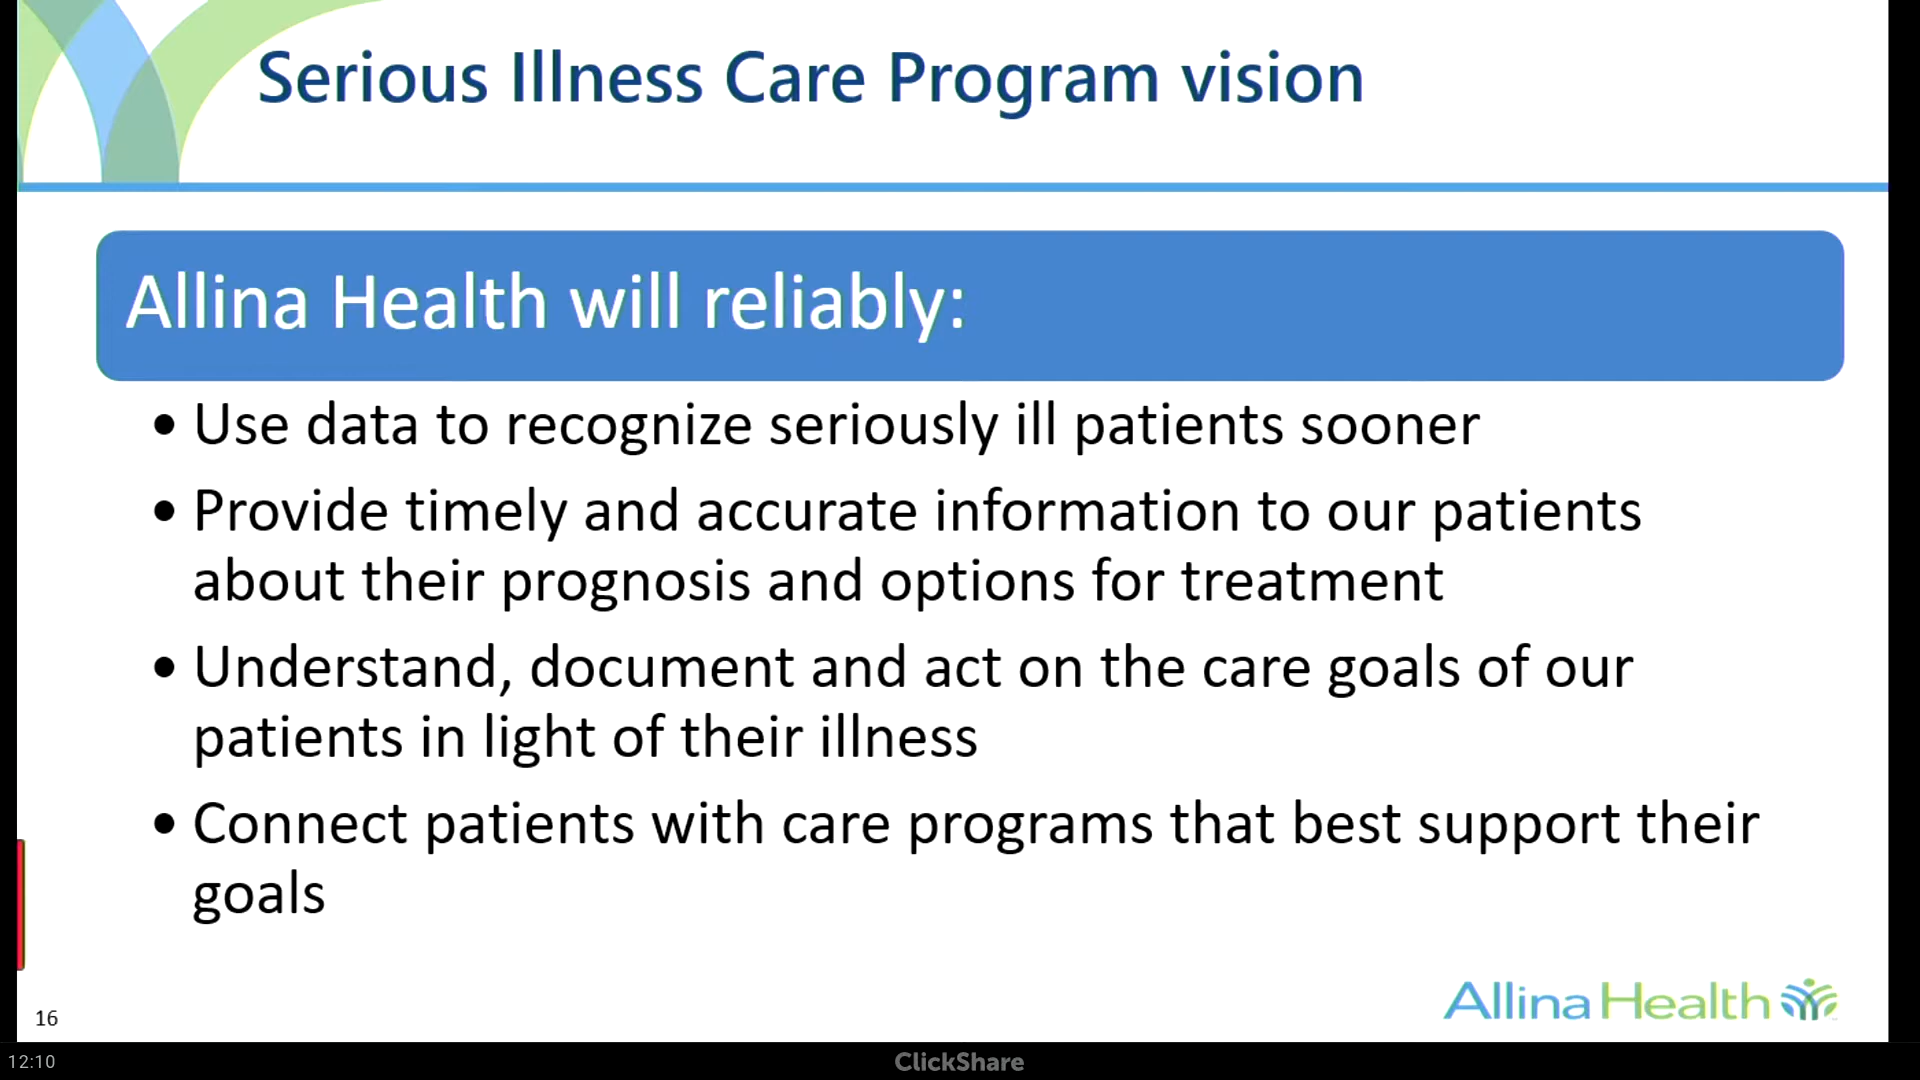 Serious Illness Care Program vision
Allina Health will reliably:
• Use data to recognize seriously ill patients sooner
• Provide timely and accurate information to our patients
about their prognosis and options for treatment
• Understand, document and act on the care goals of our
patients in light of their illness
• Connect patients with care programs that best support their
goals
Allina Health
16
12:10
ClickShare